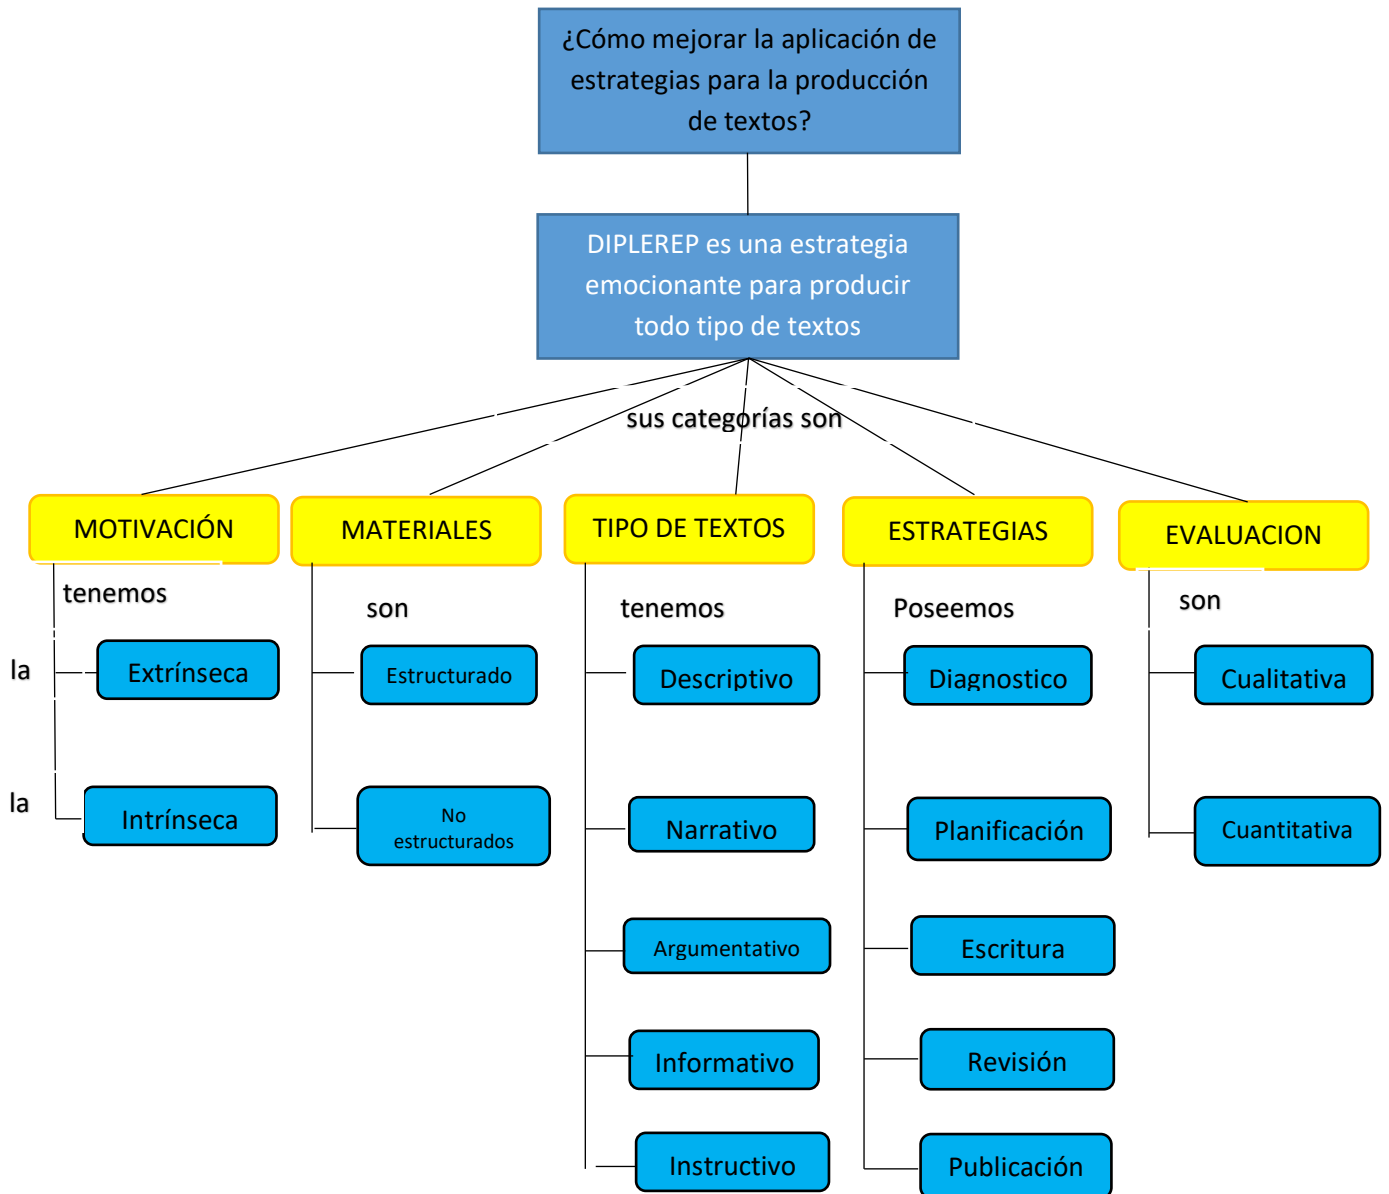 ¿Cómo mejorar la aplicación de
estrategias para la producción
de textos?
DIPLEREP es una estrategia
emocionante para producir
todo tipo de textos
sus categorías son
MOTIVACIÓN
MATERIALES
TIPO DE TEXTOS
ESTRATEGIAS
EVALUACION
tenemos
son
tenemos
Poseemos
son
la
Extrínseca
Estructurado
Descriptivo
Diagnostico
Cualitativa
la
Intrínseca
No
estructurados
Narrativo
Planificación
Cuantitativa
Argumentativo
Escritura
Informativo
Revisión
Instructivo
Publicación